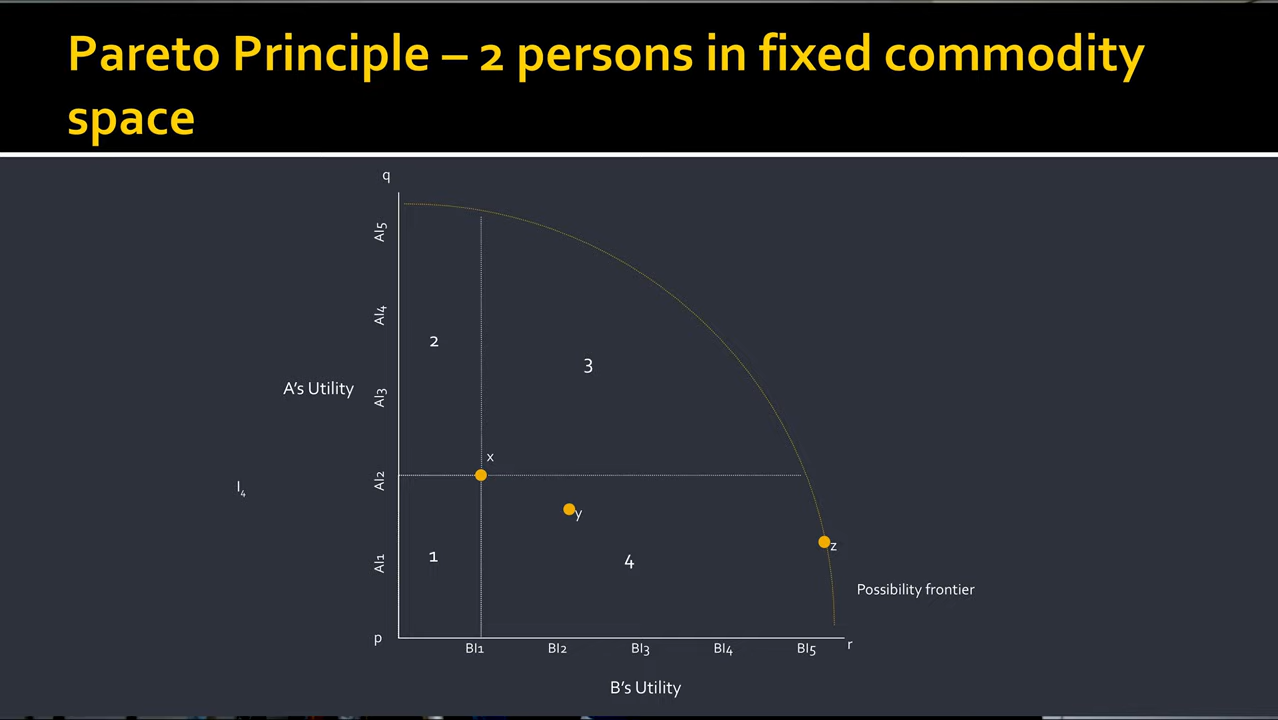 Pareto Principle – 2 persons in fixed commodity
space
q
AI5
AI4
2
3
A's Utility
AI3
x
AI2
I4
y
z
1
4
AI1
Possibility frontier
p
BI1
BI2
BI3
BI4
BI5
r
B's Utility